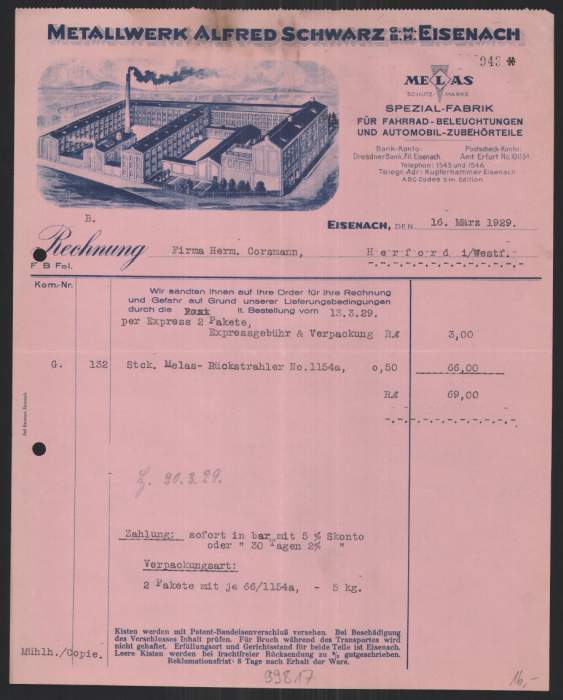 METALLWERK ALFRED SCHWARZ G.M.B.H. EISENACH
943 *
MELAS
SCHUTZ MARKE
SPEZIAL-FABRIK
FÜR FAHRRAD-BELEUCHTUNGEN
UND AUTOMOBIL-ZUBEHÖRTEILE
Bank-Konto: Postscheck-Konto:
Dresdner Bank, Fil. Eisenach Amt Erfurt No.
Telephon: 1545 und 1546
Telegr.-Adr.: Kupferhammer Eisenach
ABC-Codes 5th. Edition
B.
EISENACH, DEN 16. März 1929.
Rechnung Firma Herm. Corsmann, Herford i/Westf.
F B Fol.
Kom.-Nr.
Wir sandten Ihnen auf Ihre Order für Ihre Rechnung
und Gefahr auf Grund unserer Lieferungsbedingungen
durch die Post lt. Bestellung vom 13.3.29.
per Express 2 Pakete,
Expressgebühr & Verpackung RM 3,00
G. 132 Stck. Melas- Rückstrahler No.1154a, 0,50 66,00
RM 69,00
30.3.29.
Zahlung: sofort in bar mit 5 % Skonto
oder " 30 Tagen 2% "
Verpackungsart:
2 Pakete mit je 66/1154a, - 5 kg.
Mühlh./Copie.
Kisten werden mit Patent-Bandeisenverschluß versehen. Bei Beschädigung
des Verschlusses Inhalt prüfen. Für Bruch während des Transportes wird
nicht gehaftet. Erfüllungsort und Gerichtsstand für beide Teile ist Eisenach.
Leere Kisten werden bei frachtfreier Rücksendung zu gutgeschrieben.
Reklamationsfrist: 8 Tage nach Erhalt der Ware.
99817
16,-